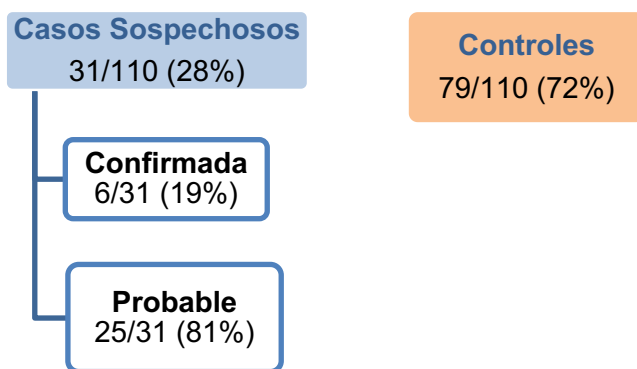 Casos Sospechosos
31/110 (28%)
Controles
79/110 (72%)
Confirmada
6/31 (19%)
Probable
25/31 (81%)